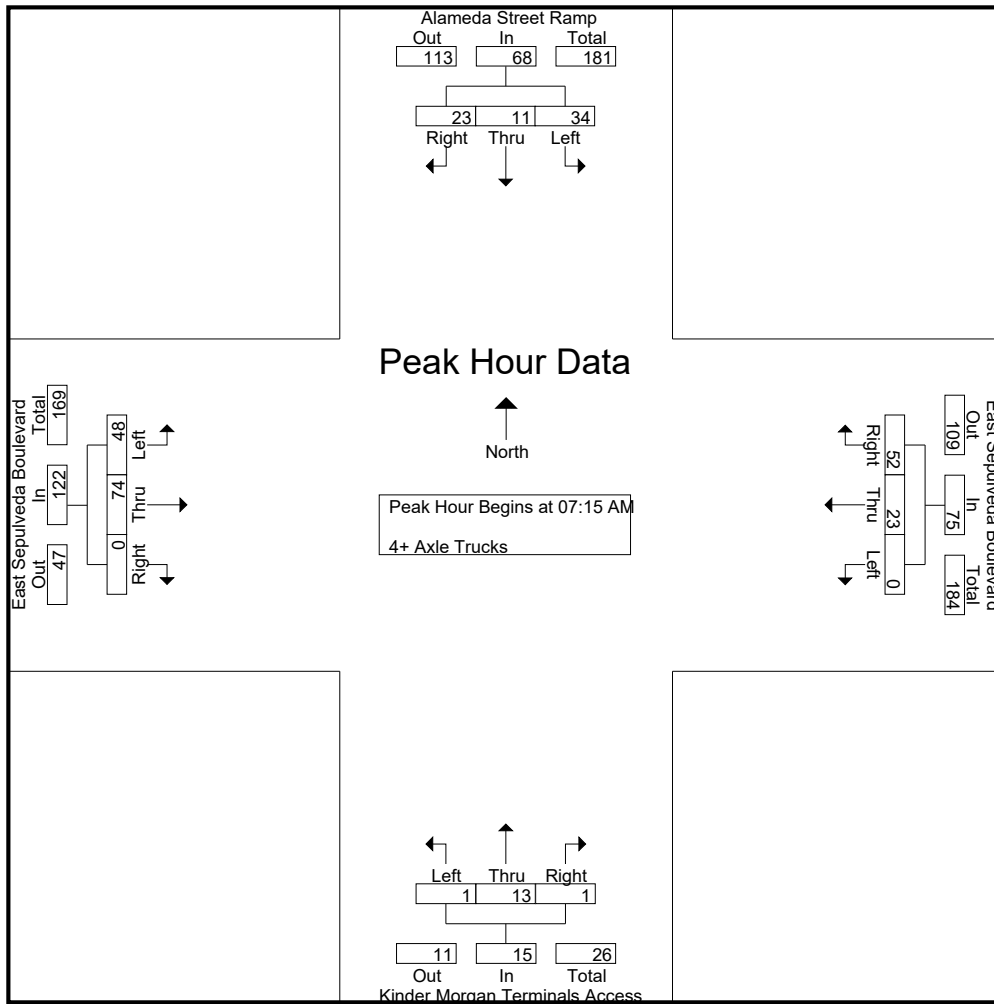 Alameda Street Ramp
Out In Total
113 68 181
23 11 34
Right Thru Left
Peak Hour Data
North
Peak Hour Begins at 07:15 AM
4+ Axle Trucks
East Sepulveda Boulevard
Total In Out
169 122 47
48 74 0
Left Thru Right
East Sepulveda Boulevard
Out In Total
109 75 184
52 23 0
Right Thru Left
Left Thru Right
1 13 1
11 15 26
Out In Total
Kinder Morgan Terminals Access